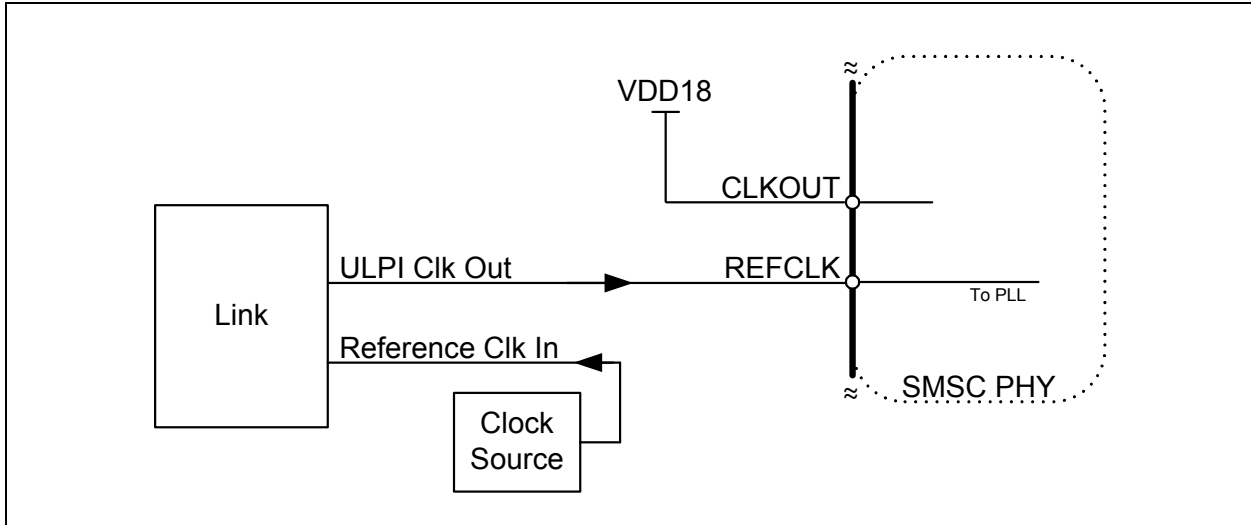 VDD18
CLKOUT
ULPI Clk Out
REFCLK
To PLL
Link
Reference Clk In
SMSC PHY
Clock
Source